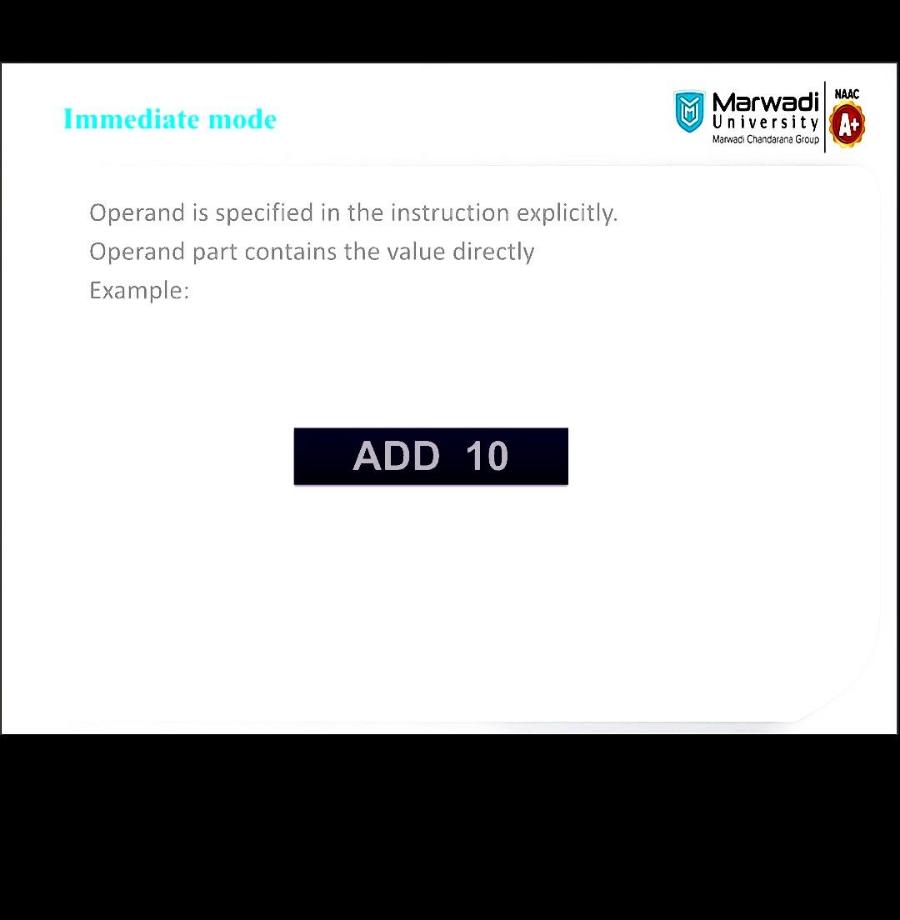 Immediate mode
Marwadi
University
Marwadi Chandarana Group
NAAC
A+
Operand is specified in the instruction explicitly.
Operand part contains the value directly
Example:
ADD 10